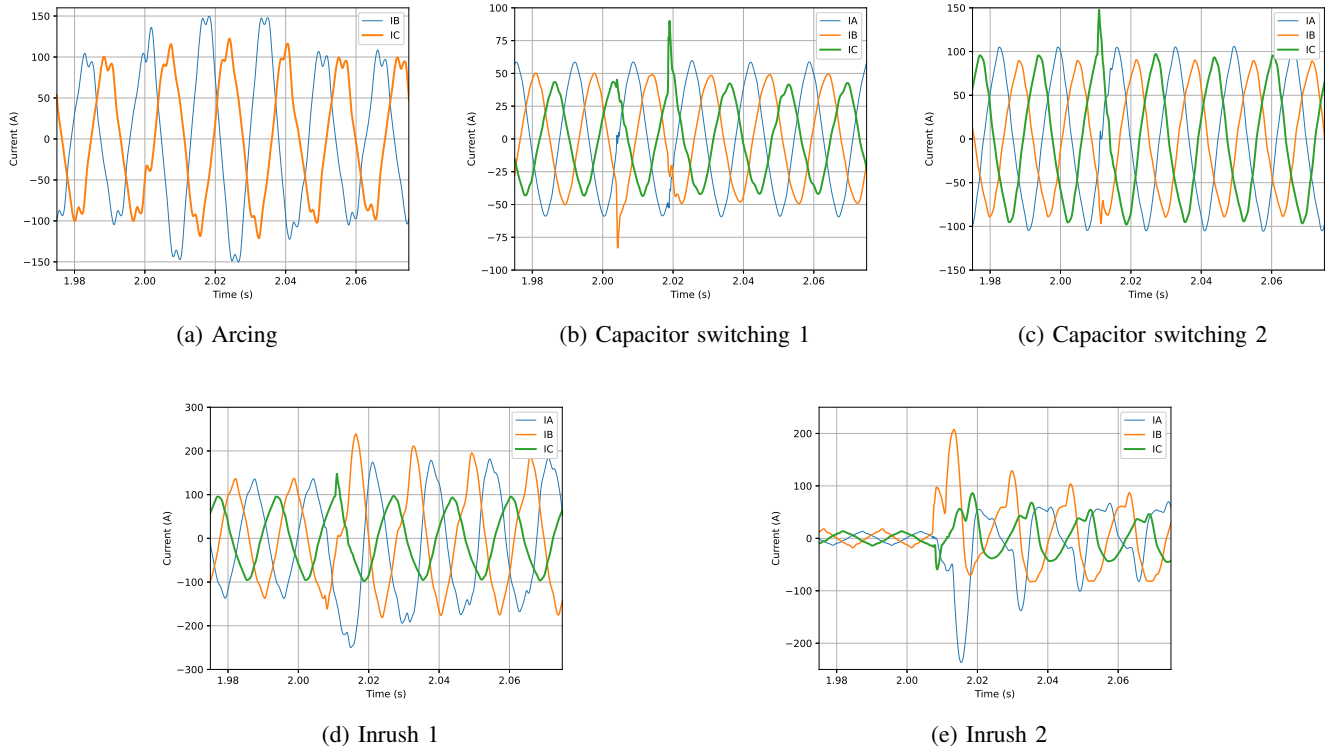 150
100
50
0
−50
−100
−150
Current (A)
1.98
2.00
2.02
2.04
2.06
Time (s)
IB
IC
(a) Arcing
100
75
50
25
0
−25
−50
−75
−100
Current (A)
1.98
2.00
2.02
2.04
2.06
Time (s)
IA
IB
IC
(b) Capacitor switching 1
150
100
50
0
−50
−100
−150
Current (A)
1.98
2.00
2.02
2.04
2.06
Time (s)
IA
IB
IC
(c) Capacitor switching 2
300
200
100
0
−100
−200
−300
Current (A)
1.98
2.00
2.02
2.04
2.06
Time (s)
IA
IB
IC
(d) Inrush 1
200
100
0
−100
−200
Current (A)
1.98
2.00
2.02
2.04
2.06
Time (s)
IA
IB
IC
(e) Inrush 2